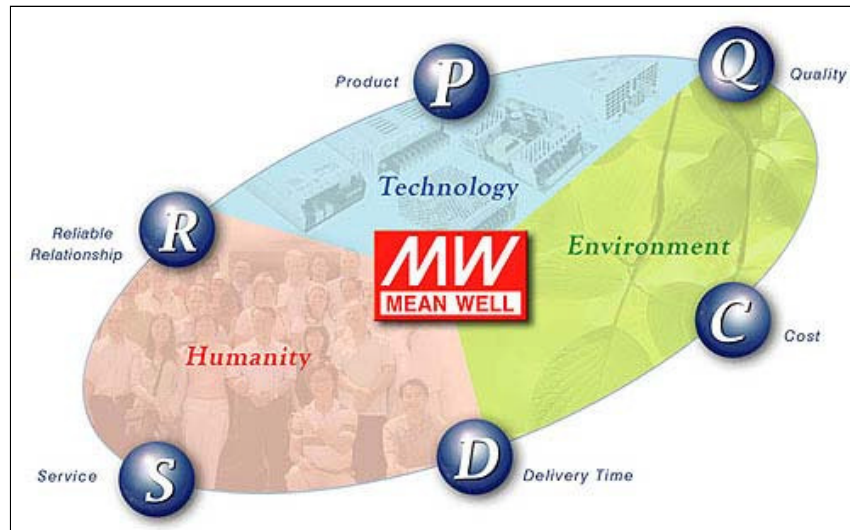 Product
P
Q
Quality
Technology
R
Reliable
Relationship
MW
MEAN WELL
Environment
C
Cost
Humanity
Service
S
D
Delivery Time